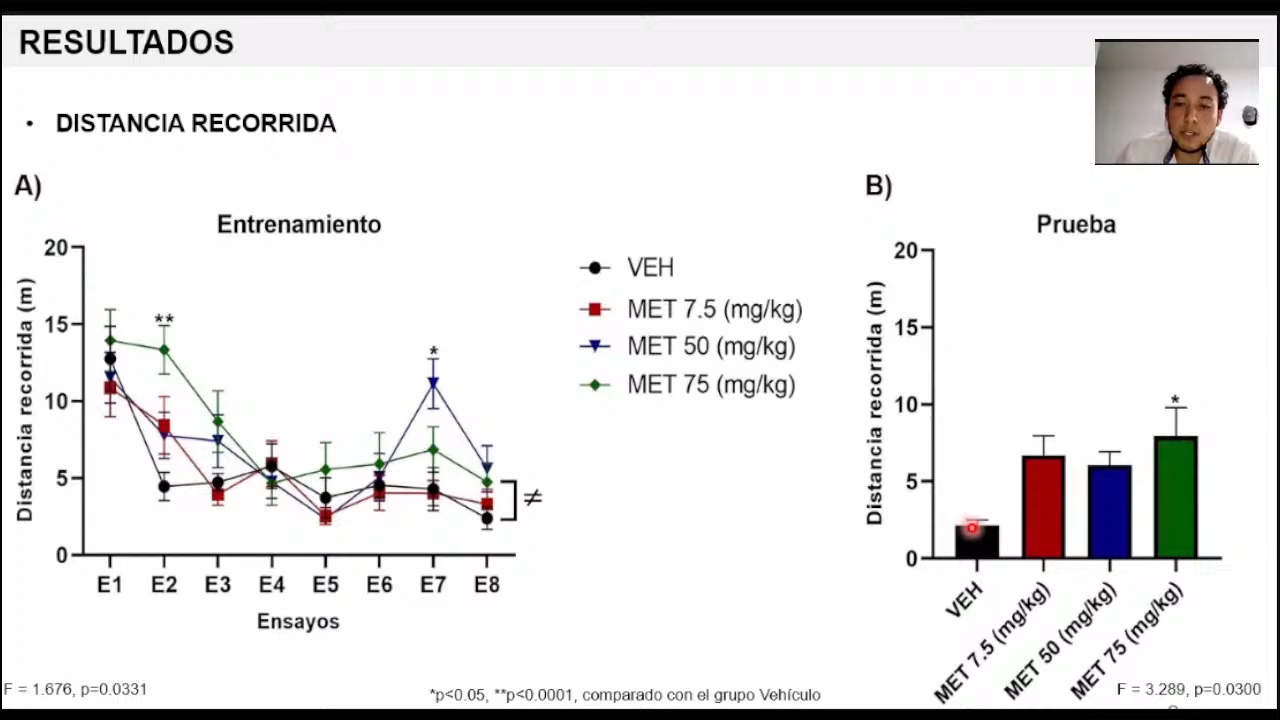 RESULTADOS
• DISTANCIA RECORRIDA
A)
Entrenamiento
Distancia recorrida (m)
20
15
10
5
0
**
*
≠
E1 E2 E3 E4 E5 E6 E7 E8
Ensayos
VEH
MET 7.5 (mg/kg)
MET 50 (mg/kg)
MET 75 (mg/kg)
B)
Prueba
Distancia recorrida (m)
20
15
10
5
0
*
VEH
MET 7.5 (mg/kg)
MET 50 (mg/kg)
MET 75 (mg/kg)
F = 1.676, p=0.0331
*p<0.05, **p<0.0001, comparado con el grupo Vehículo
F = 3.289, p=0.0300